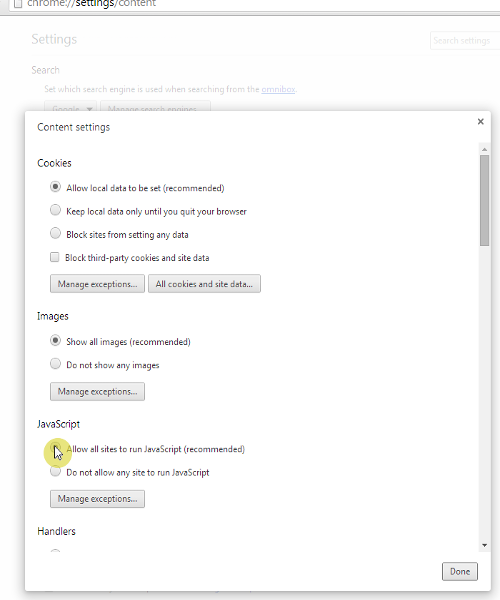 chrome://settings/content
Settings
Search settings
Search
Set which search engine is used when searching from the omnibox.
Google Manage search engines...
Content settings
Cookies
Allow local data to be set (recommended)
Keep local data only until you quit your browser
Block sites from setting any data
Block third-party cookies and site data
Manage exceptions... All cookies and site data...
Images
Show all images (recommended)
Do not show any images
Manage exceptions...
JavaScript
Allow all sites to run JavaScript (recommended)
Do not allow any site to run JavaScript
Manage exceptions...
Handlers
Done